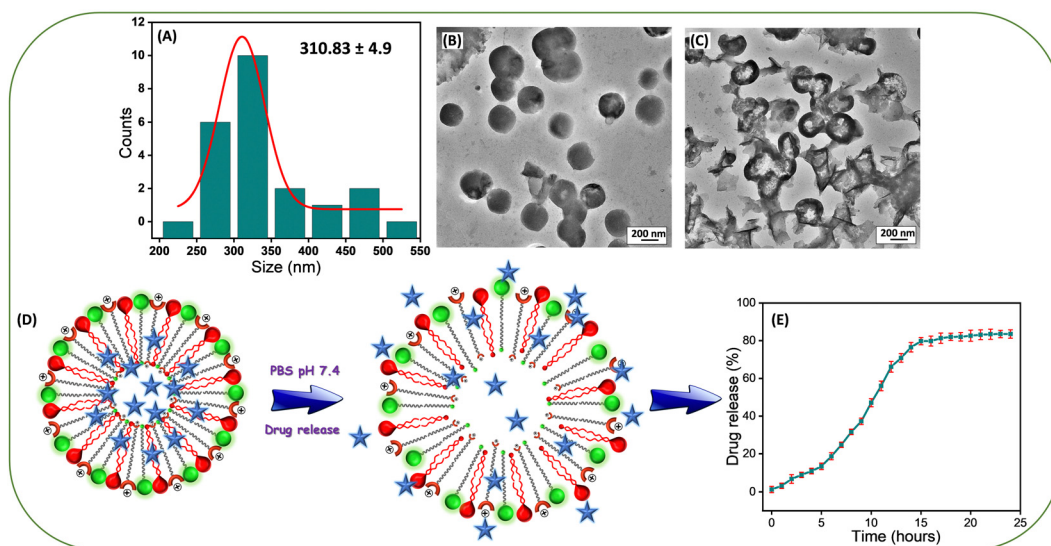 (A)
310.83 ± 4.9
Counts
12
10
8
6
4
2
0
200 250 300 350 400 450 500 550
Size (nm)
(B)
200 nm
(C)
200 nm
(D)
PBS pH 7.4
Drug release
(E)
Drug release (%)
100
80
60
40
20
0
0 5 10 15 20 25
Time (hours)